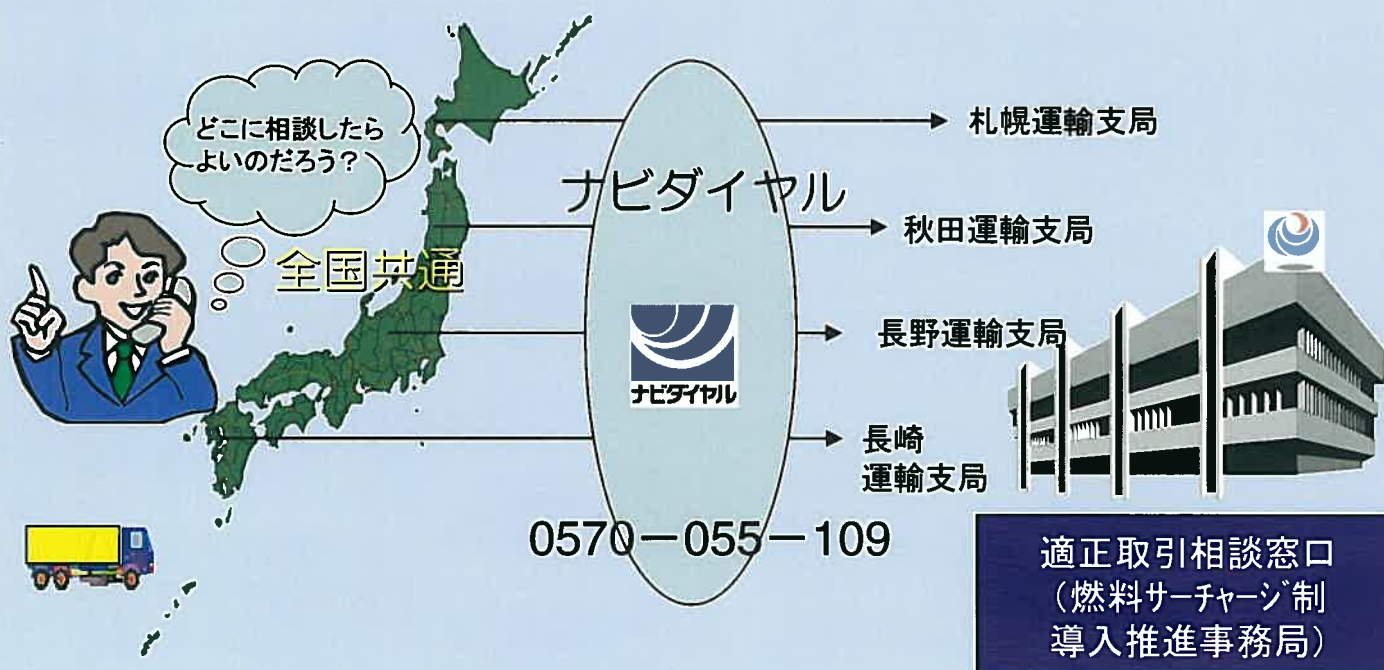 どこに相談したら
よいのだろう？
全国共通
ナビダイヤル
ナビダイヤル
0570－055－109
札幌運輸支局
秋田運輸支局
長野運輸支局
長崎
運輸支局
適正取引相談窓口
（燃料サーチャージ制
導入推進事務局）